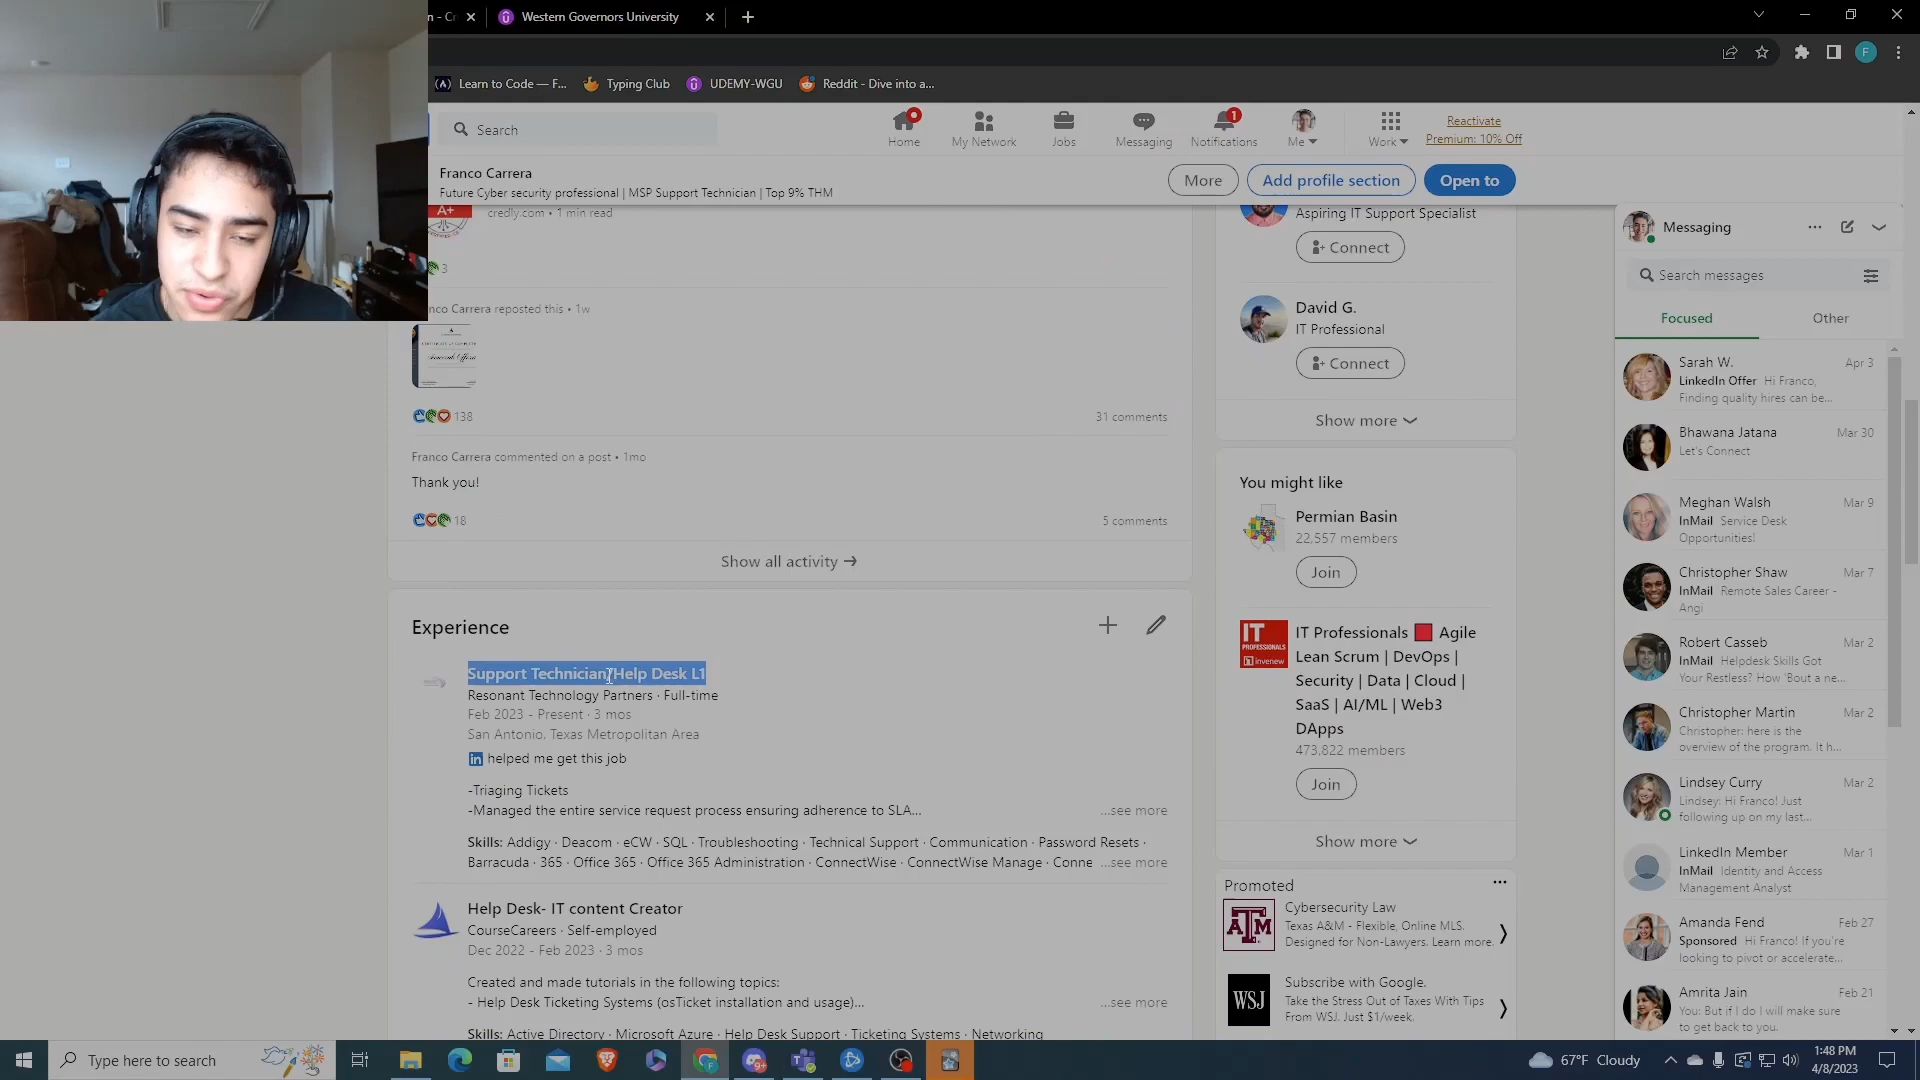 n - Cr
Western Governors University
Learn to Code — F...
Typing Club
UDEMY-WGU
Reddit - Dive into a...
F
Search
Home
My Network
Jobs
Messaging
1
Notifications
Me
Work
Reactivate
Premium: 10% Off
Franco Carrera
Future Cyber security professional | MSP Support Technician | Top 9% THM
More
Add profile section
Open to
A+
credly.com • 1 min read
3
nco Carrera reposted this • 1w
138
31 comments
Franco Carrera commented on a post • 1mo
Thank you!
18
5 comments
Show all activity →
Experience
Support Technician/Help Desk L1
Resonant Technology Partners · Full-time
Feb 2023 - Present · 3 mos
San Antonio, Texas Metropolitan Area
in helped me get this job
-Triaging Tickets
-Managed the entire service request process ensuring adherence to SLA...
...see more
Skills: Addigy · Deacom · eCW · SQL · Troubleshooting · Technical Support · Communication · Password Resets ·
Barracuda · 365 · Office 365 · Office 365 Administration · ConnectWise · ConnectWise Manage · Conne ...see more
Help Desk- IT content Creator
CourseCareers · Self-employed
Dec 2022 - Feb 2023 · 3 mos
Created and made tutorials in the following topics:
- Help Desk Ticketing Systems (osTicket installation and usage)...
...see more
Skills: Active Directory · Microsoft Azure · Help Desk Support · Ticketing Systems · Networking
Aspiring IT Support Specialist
Connect
David G.
IT Professional
Connect
Show more
You might like
Permian Basin
22,557 members
Join
IT
PROFESSIONALS
invenew
IT Professionals 🟥 Agile
Lean Scrum | DevOps |
Security | Data | Cloud |
SaaS | AI/ML | Web3
DApps
473,822 members
Join
Show more
Promoted
ATM
Cybersecurity Law
Texas A&M - Flexible, Online MLS.
Designed for Non-Lawyers. Learn more.
WSJ
Subscribe with Google.
Take the Stress Out of Taxes With Tips
From WSJ. Just $1/week.
Messaging
Search messages
Focused
Other
Sarah W.
Apr 3
LinkedIn Offer Hi Franco,
Finding quality hires can be...
Bhawana Jatana
Mar 30
Let's Connect
Meghan Walsh
Mar 9
InMail Service Desk
Opportunities!
Christopher Shaw
Mar 7
InMail Remote Sales Career -
Angi
Robert Casseb
Mar 2
InMail Helpdesk Skills Got
Your Restless? How 'Bout a ne...
Christopher Martin
Mar 2
Christopher: here is the
overview of the program. It h...
Lindsey Curry
Mar 2
Lindsey: Hi Franco! Just
following up on my last...
LinkedIn Member
Mar 1
InMail Identity and Access
Management Analyst
Amanda Fend
Feb 27
Sponsored Hi Franco! If you're
looking to pivot or accelerate...
Amrita Jain
Feb 21
You: But if I do I will make sure
to get back to you.
Type here to search
9+
67°F Cloudy
1:48 PM
4/8/2023